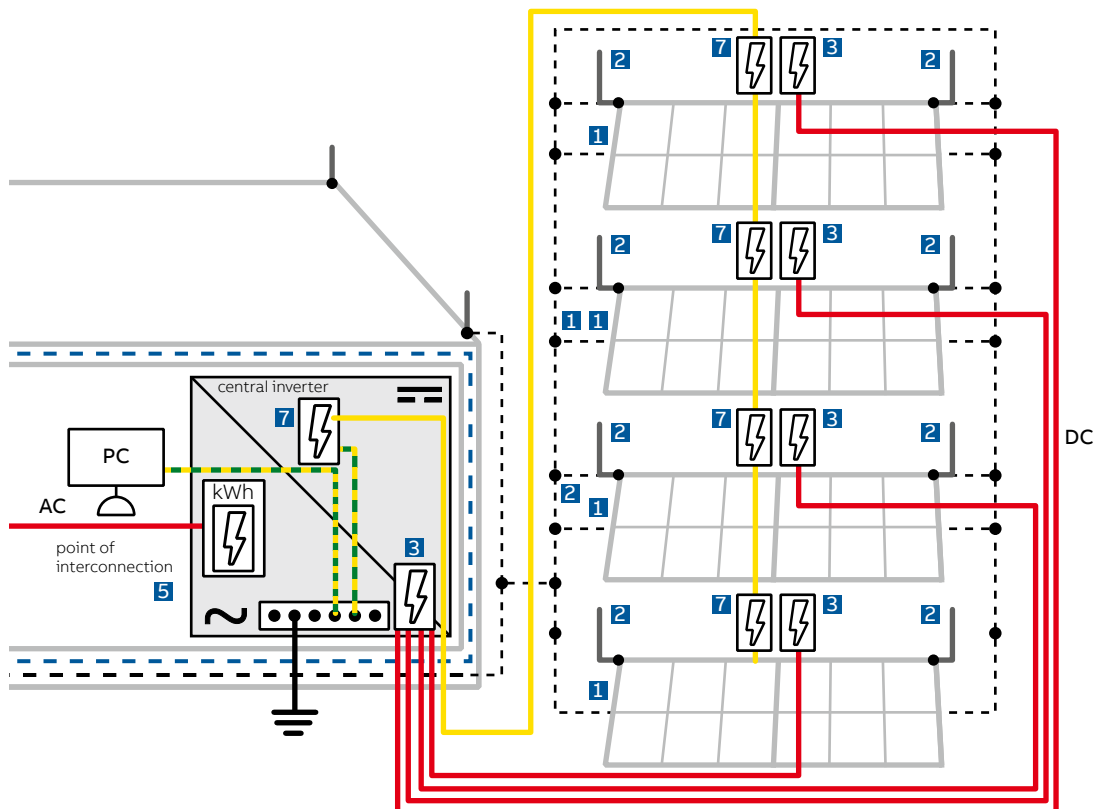 7 3
2 2
1
7 3
2 2
1 1
central inverter
7
7 3
2 2
DC
PC
2
1
kWh
AC
point of
interconnection
3
5
7 3
2 2
1